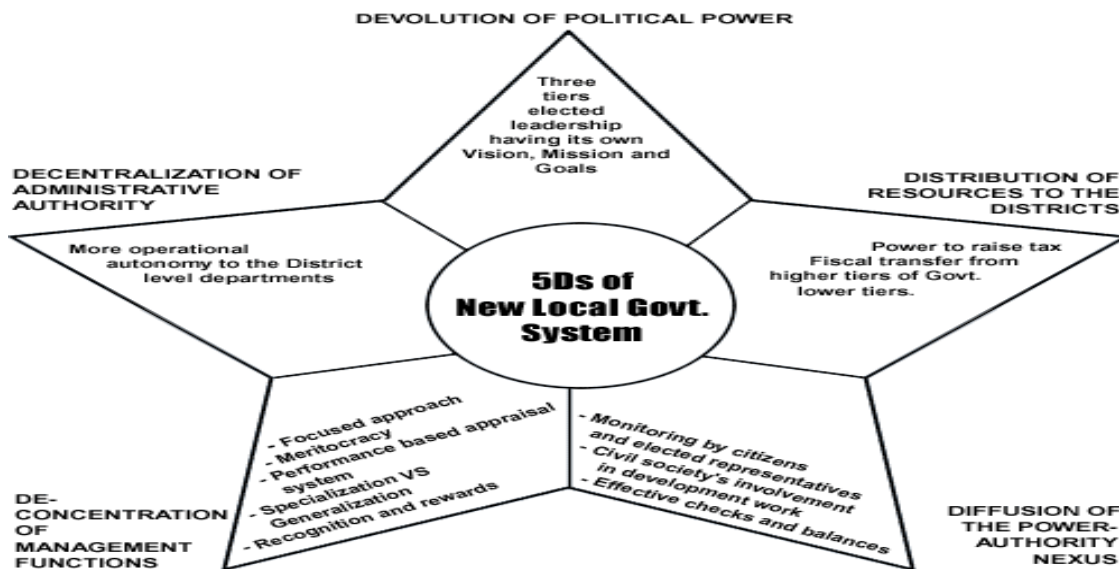 DEVOLUTION OF POLITICAL POWER
Three
tiers
elected
leadership
having its own
Vision, Mission and
Goals
DECENTRALIZATION OF
ADMINISTRATIVE
AUTHORITY
More operational
autonomy to the District
level departments
DISTRIBUTION OF
RESOURCES TO THE
DISTRICTS
Power to raise tax
Fiscal transfer from
higher tiers of Govt.
lower tiers.
5Ds of
New Local Govt.
System
DE-
CONCENTRATION
OF
MANAGEMENT
FUNCTIONS
- Focused approach
- Meritocracy
- Performance based appraisal
system
- Specialization VS
Generalization
- Recognition and rewards
- Monitoring by citizens
and elected representatives
- Civil society's involvement
in development work
- Effective checks and balances
DIFFUSION OF
THE POWER-
AUTHORITY
NEXUS